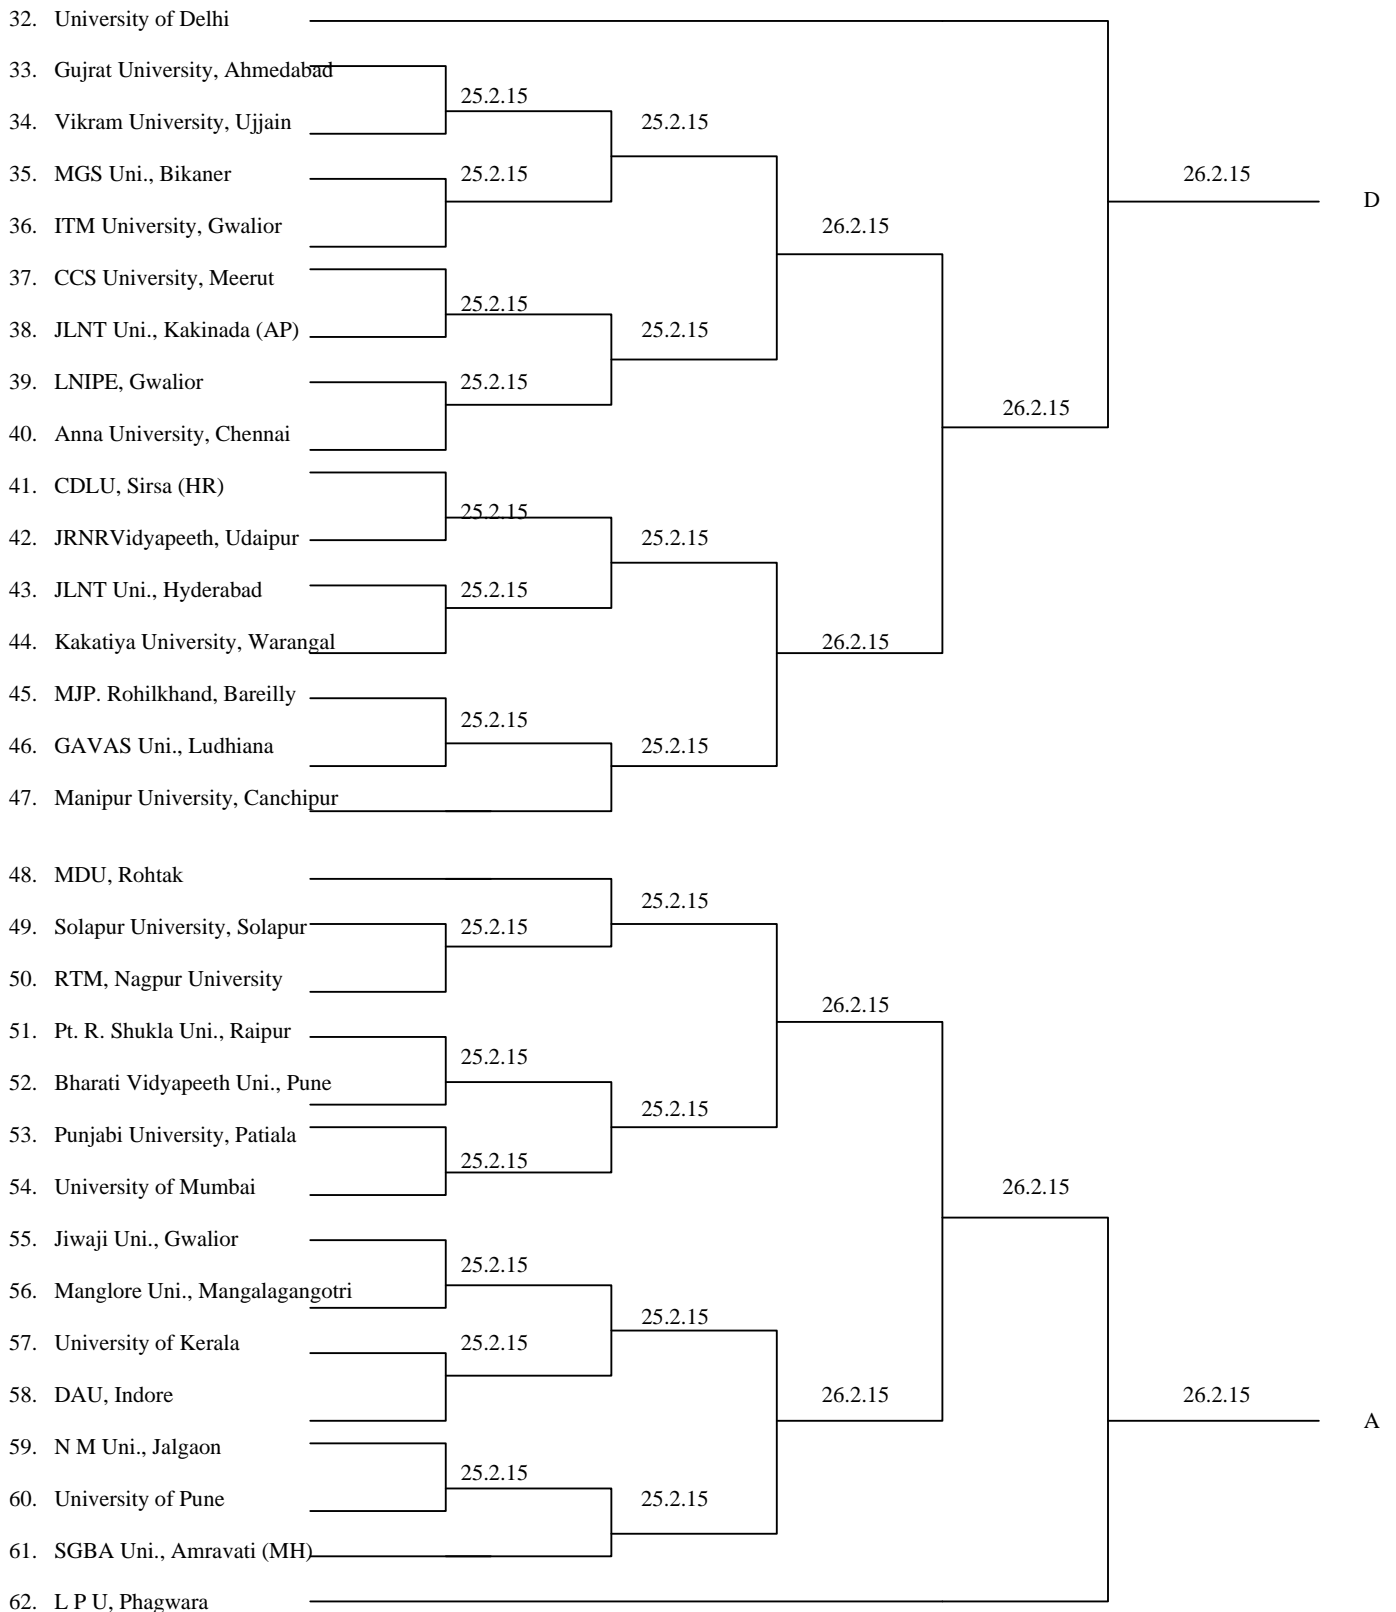 32. University of Delhi
33. Gujrat University, Ahmedabad
25.2.15
34. Vikram University, Ujjain
25.2.15
35. MGS Uni., Bikaner
25.2.15
26.2.15
D
36. ITM University, Gwalior
26.2.15
37. CCS University, Meerut
25.2.15
38. JLNT Uni., Kakinada (AP)
25.2.15
39. LNIPE, Gwalior
25.2.15
26.2.15
40. Anna University, Chennai
41. CDLU, Sirsa (HR)
25.2.15
42. JRNRVidyapeeth, Udaipur
25.2.15
43. JLNT Uni., Hyderabad
25.2.15
44. Kakatiya University, Warangal
26.2.15
45. MJP. Rohilkhand, Bareilly
25.2.15
46. GAVAS Uni., Ludhiana
25.2.15
47. Manipur University, Canchipur
48. MDU, Rohtak
25.2.15
49. Solapur University, Solapur
25.2.15
50. RTM, Nagpur University
26.2.15
51. Pt. R. Shukla Uni., Raipur
25.2.15
52. Bharati Vidyapeeth Uni., Pune
25.2.15
53. Punjabi University, Patiala
25.2.15
54. University of Mumbai
26.2.15
55. Jiwaji Uni., Gwalior
25.2.15
56. Manglore Uni., Mangalagangotri
25.2.15
57. University of Kerala
25.2.15
58. DAU, Indore
26.2.15
26.2.15
A
59. N M Uni., Jalgaon
25.2.15
60. University of Pune
25.2.15
61. SGBA Uni., Amravati (MH)
62. L P U, Phagwara